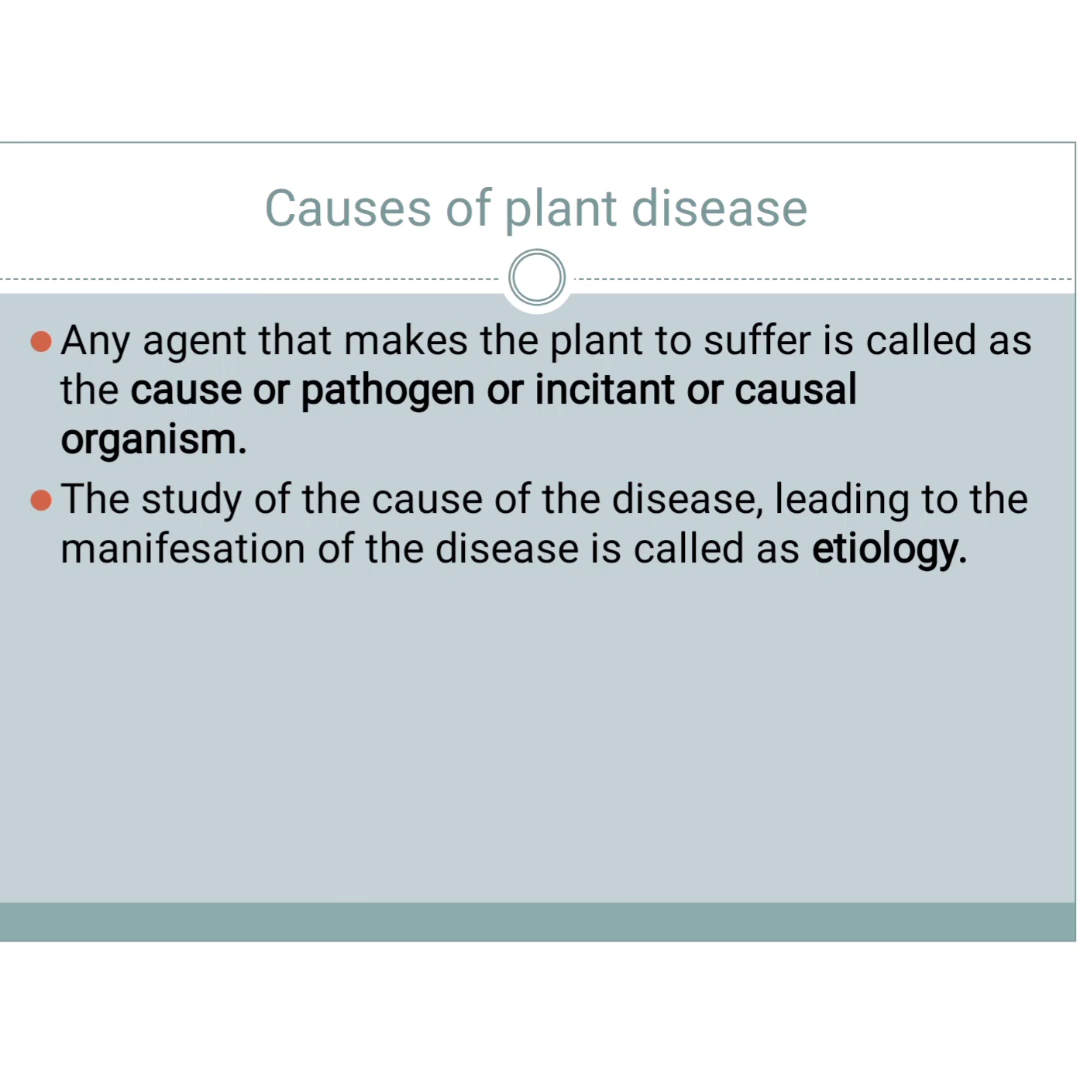 Causes of plant disease
Any agent that makes the plant to suffer is called as
the cause or pathogen or incitant or causal
organism.
The study of the cause of the disease, leading to the
manifesation of the disease is called as etiology.